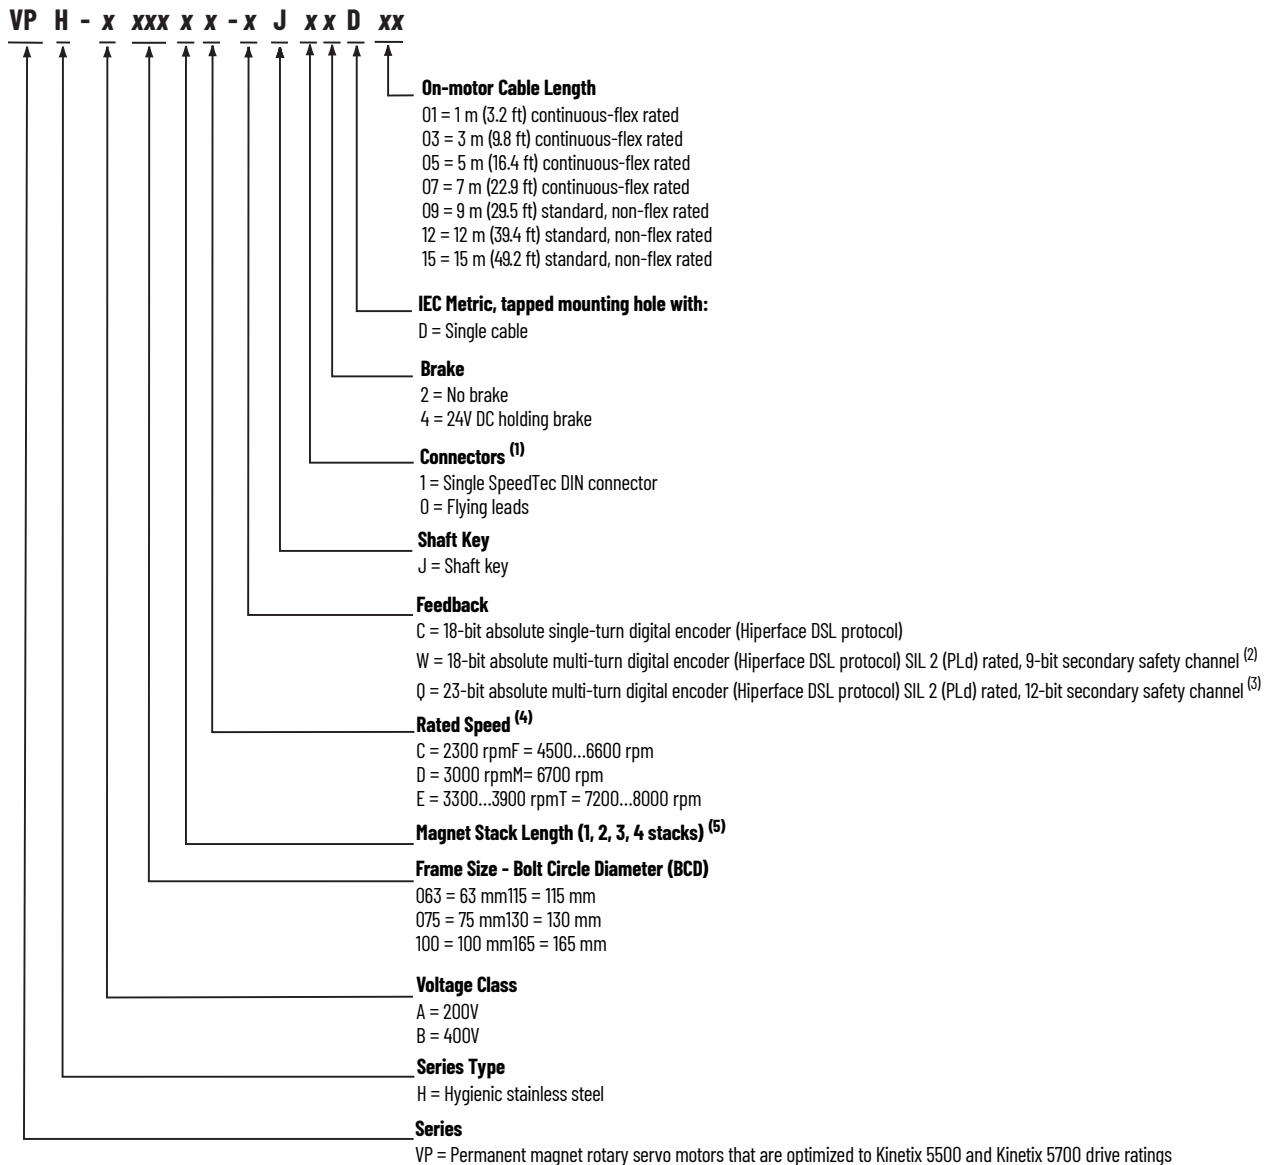 VP H - x xxx x x - x J x x D xx
On-motor Cable Length
01 = 1 m (3.2 ft) continuous-flex rated
03 = 3 m (9.8 ft) continuous-flex rated
05 = 5 m (16.4 ft) continuous-flex rated
07 = 7 m (22.9 ft) continuous-flex rated
09 = 9 m (29.5 ft) standard, non-flex rated
12 = 12 m (39.4 ft) standard, non-flex rated
15 = 15 m (49.2 ft) standard, non-flex rated
IEC Metric, tapped mounting hole with:
D = Single cable
Brake
2 = No brake
4 = 24V DC holding brake
Connectors (1)
1 = Single SpeedTec DIN connector
0 = Flying leads
Shaft Key
J = Shaft key
Feedback
C = 18-bit absolute single-turn digital encoder (Hiperface DSL protocol)
W = 18-bit absolute multi-turn digital encoder (Hiperface DSL protocol) SIL 2 (PLd) rated, 9-bit secondary safety channel (2)
Q = 23-bit absolute multi-turn digital encoder (Hiperface DSL protocol) SIL 2 (PLd) rated, 12-bit secondary safety channel (3)
Rated Speed (4)
C = 2300 rpmF = 4500...6600 rpm
D = 3000 rpmM= 6700 rpm
E = 3300...3900 rpmT = 7200...8000 rpm
Magnet Stack Length (1, 2, 3, 4 stacks) (5)
Frame Size - Bolt Circle Diameter (BCD)
063 = 63 mm115 = 115 mm
075 = 75 mm130 = 130 mm
100 = 100 mm165 = 165 mm
Voltage Class
A = 200V
B = 400V
Series Type
H = Hygienic stainless steel
Series
VP = Permanent magnet rotary servo motors that are optimized to Kinetix 5500 and Kinetix 5700 drive ratings